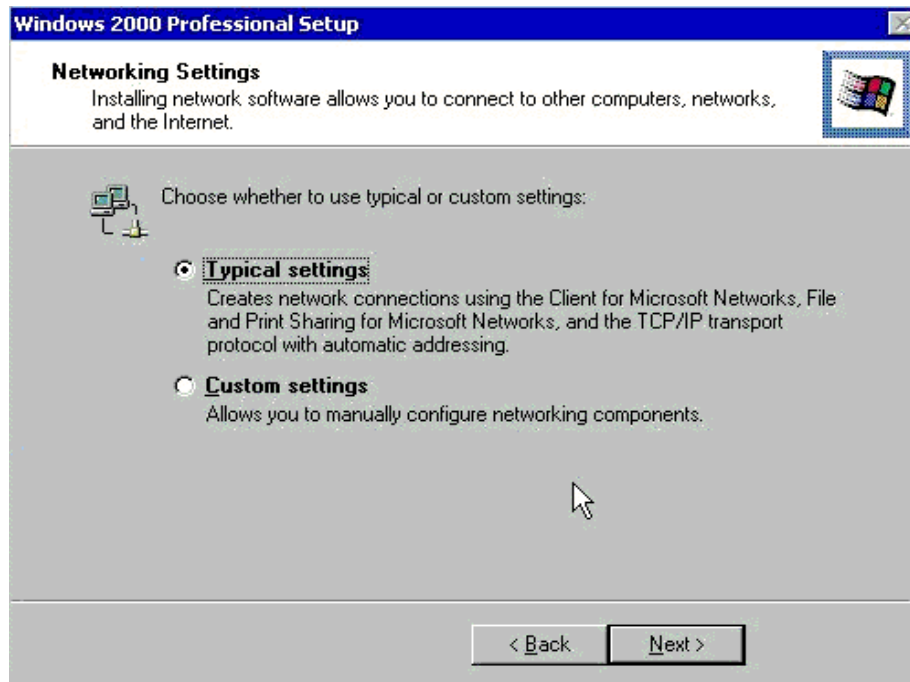 Windows 2000 Professional Setup
Networking Settings
Installing network software allows you to connect to other computers, networks,
and the Internet.
Choose whether to use typical or custom settings:
Typical settings
Creates network connections using the Client for Microsoft Networks, File
and Print Sharing for Microsoft Networks, and the TCP/IP transport
protocol with automatic addressing.
Custom settings
Allows you to manually configure networking components.
< Back
Next >